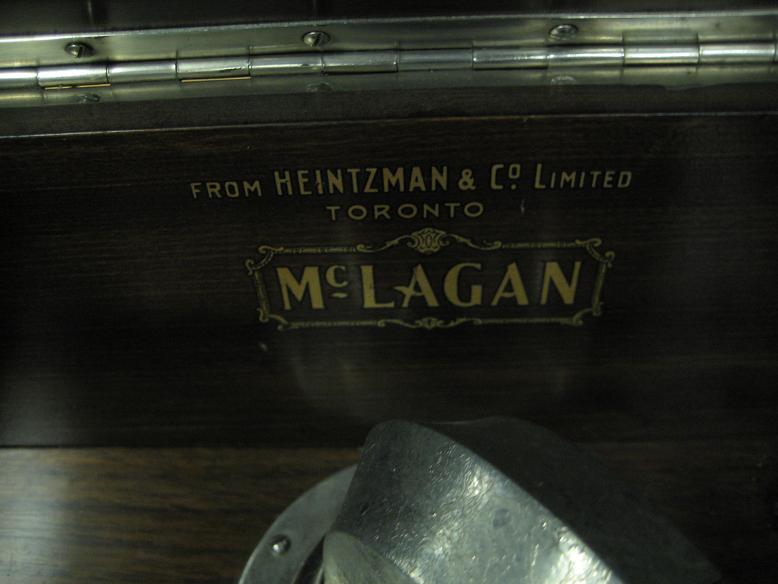 FROM HEINTZMAN & Cº LIMITED
TORONTO
McLAGAN